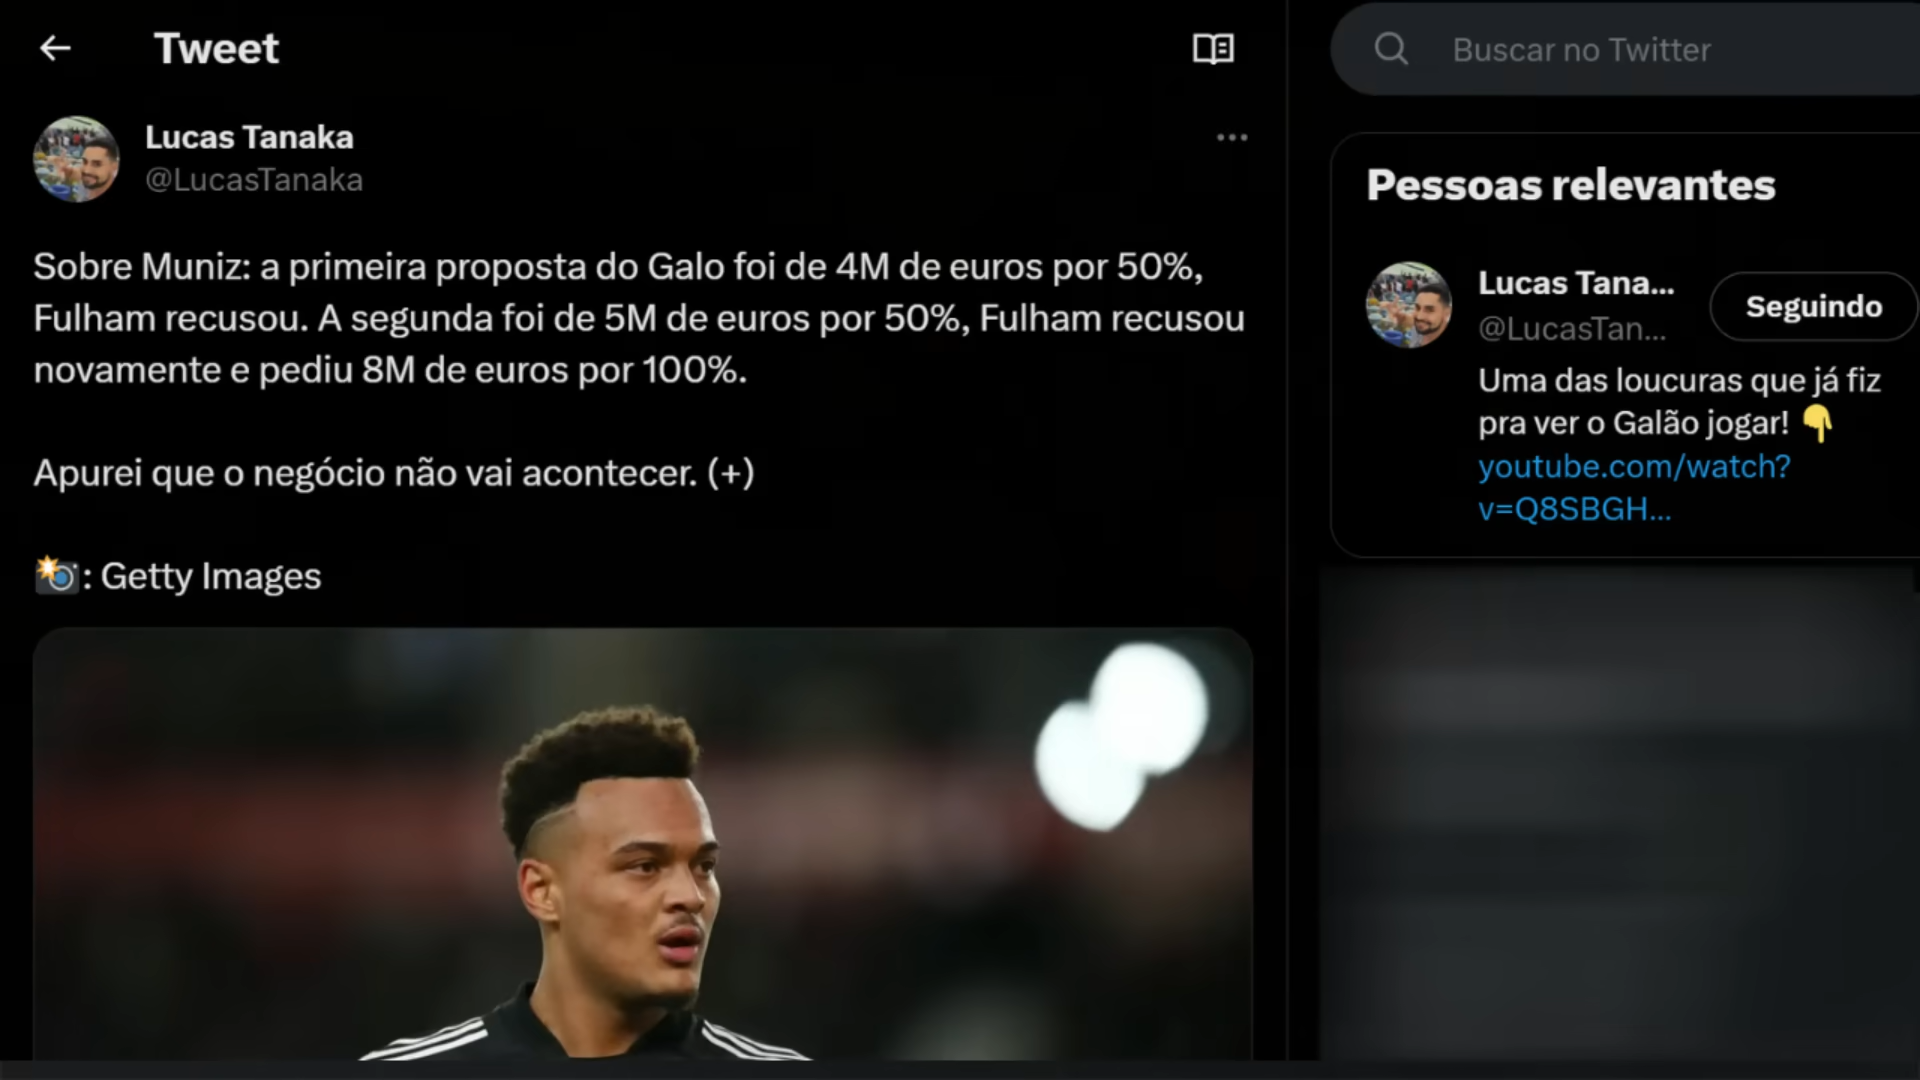 Tweet
Lucas Tanaka
@LucasTanaka
Sobre Muniz: a primeira proposta do Galo foi de 4M de euros por 50%,
Fulham recusou. A segunda foi de 5M de euros por 50%, Fulham recusou
novamente e pediu 8M de euros por 100%.
Apurei que o negócio não vai acontecer. (+)
📸: Getty Images
Buscar no Twitter
Pessoas relevantes
Lucas Tana...
@LucasTan...
Seguindo
Uma das loucuras que já fiz
pra ver o Galão jogar! 👇
youtube.com/watch?
v=Q8SBGH...